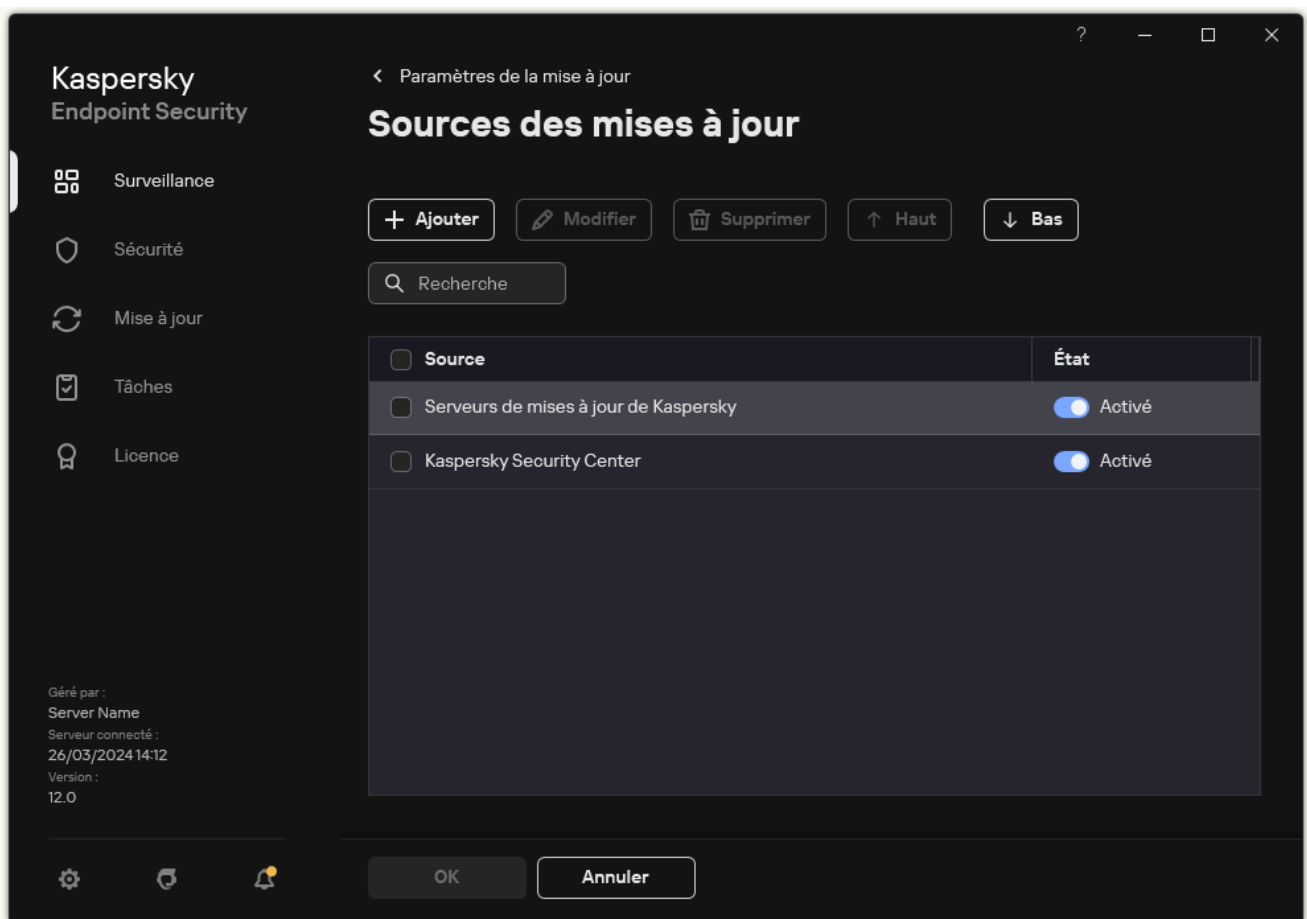 ?
Kaspersky
Endpoint Security
Paramètres de la mise à jour
Sources des mises à jour
Surveillance
Sécurité
Mise à jour
Tâches
Licence
Ajouter
Modifier
Supprimer
Haut
Bas
Recherche
Source
État
Serveurs de mises à jour de Kaspersky
Activé
Kaspersky Security Center
Activé
Géré par :
Server Name
Serveur connecté :
26/03/2024 14:12
Version :
12.0
OK
Annuler